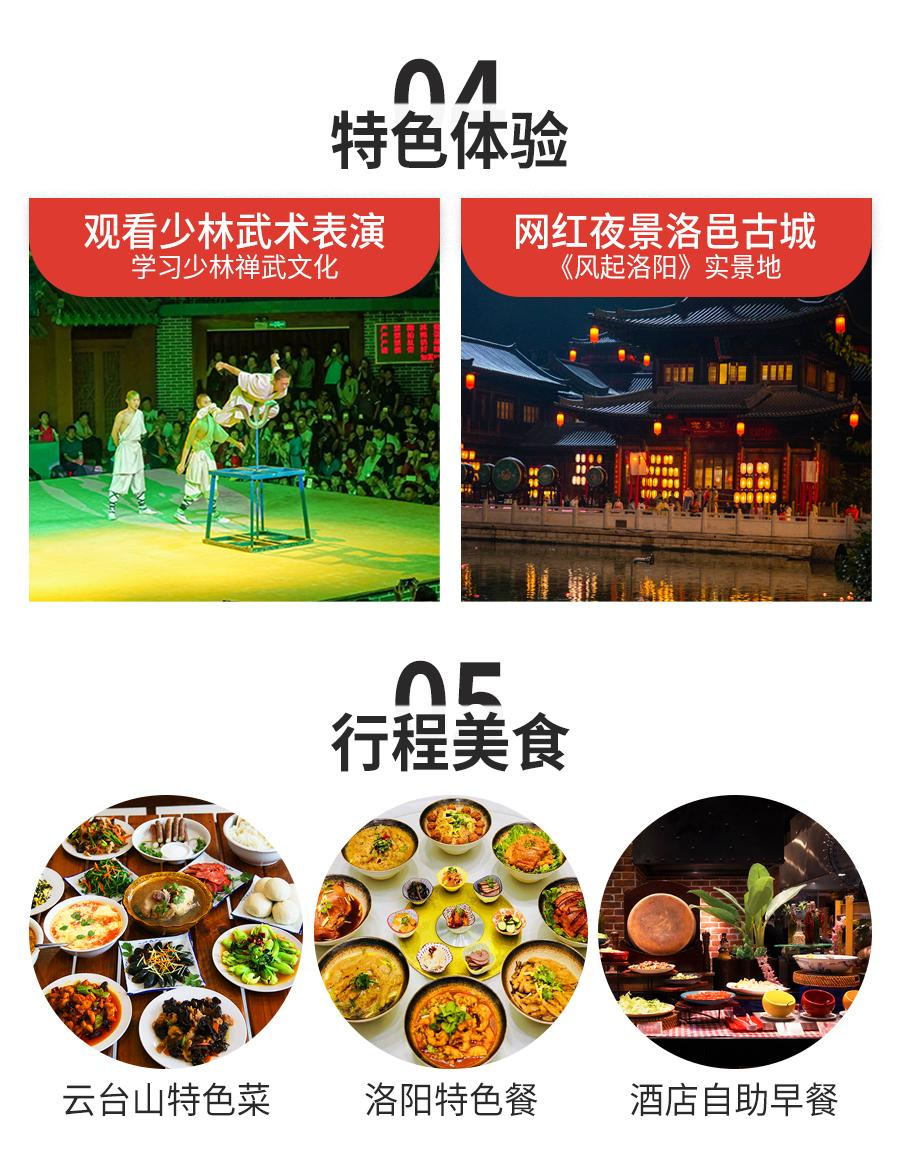 04
特色体验
观看少林武术表演
学习少林禅武文化
网红夜景洛邑古城
《风起洛阳》实景地
05
行程美食
云台山特色菜
洛阳特色餐
酒店自助早餐